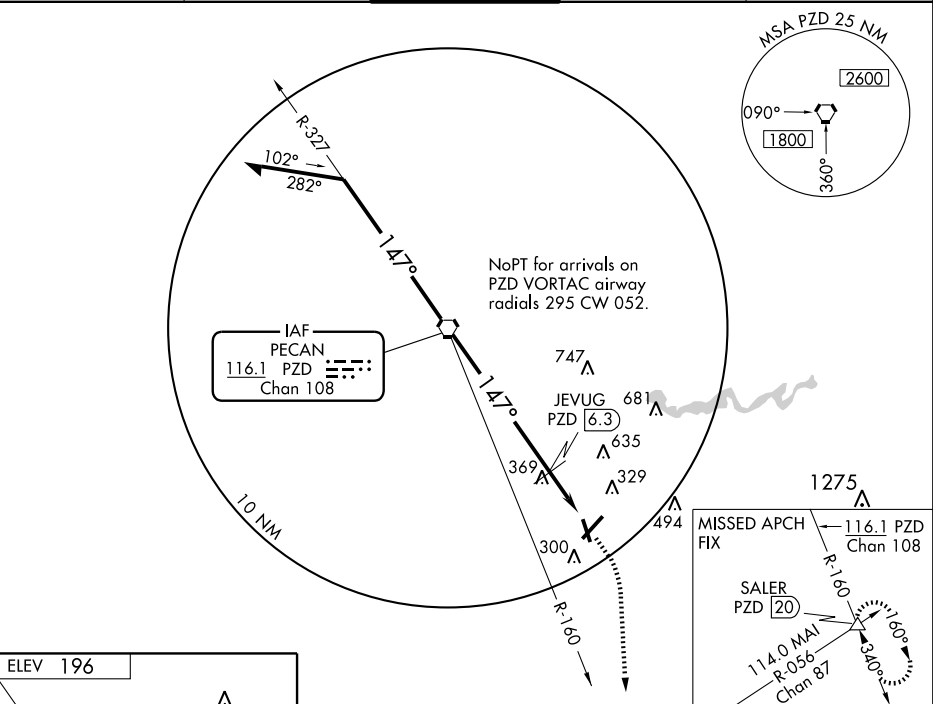 MSA PZD 25 NM
2600
090°
1800
360°
R-327
102°
282°
147°
NoPT for arrivals on
PZD VORTAC airway
radials 295 CW 052.
IAF
PECAN
116.1 PZD
Chan 108
747
147°
JEVUG
PZD 6.3
681
635
369
329
494
1275
10 NM
300
R-160
MISSED APCH
FIX
116.1 PZD
Chan 108
R-160
SALER
PZD 20
160°
340°
114.0 MAI
R-056
Chan 87
ELEV 196